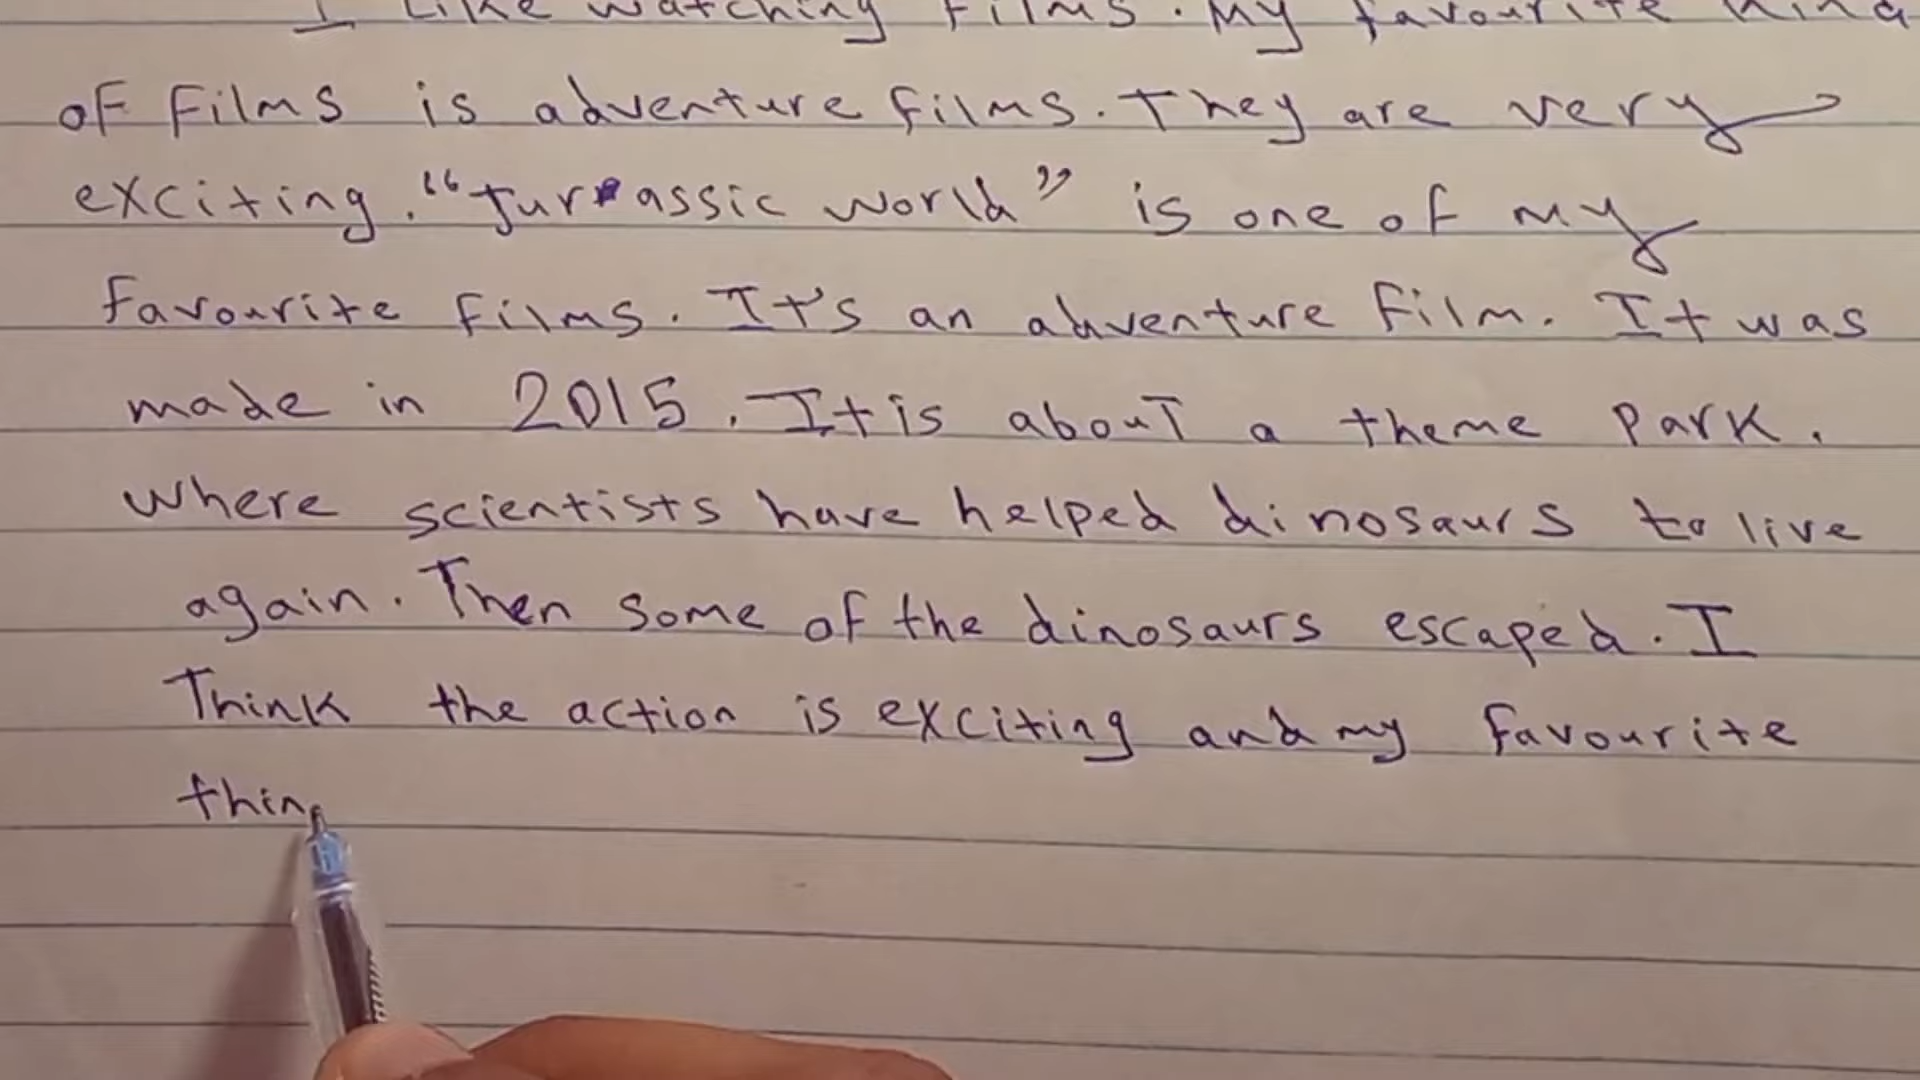 I Like watching films. My favourite kind
of films is adventure films. They are very
exciting. "Jurassic world" is one of my
favourite films. It's an adventure film. It was
made in 2015. It is about a theme park.
where scientists have helped dinosaurs to live
again. Then some of the dinosaurs escaped. I
Think the action is exciting and my favourite
thin